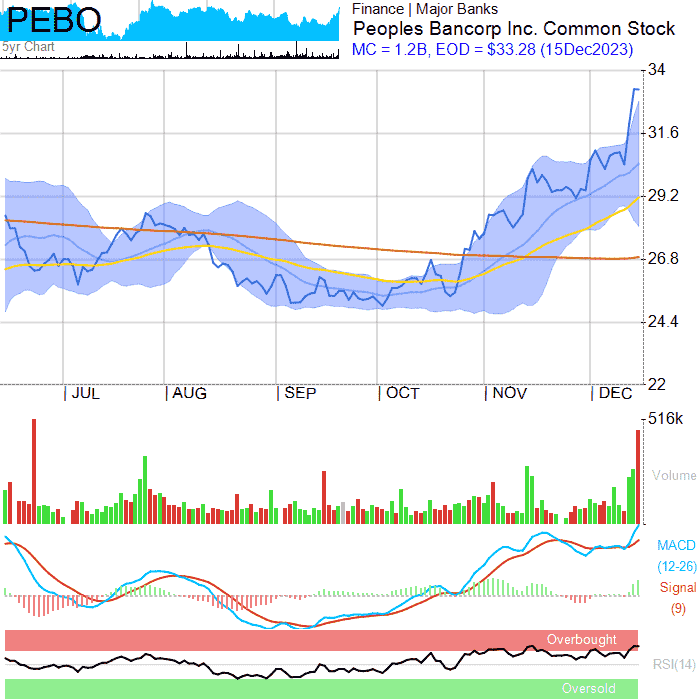 PEBO
5yr Chart
Finance | Major Banks
Peoples Bancorp Inc. Common Stock
MC = 1.2B, EOD = $33.28 (15Dec2023)
34
31.6
29.2
26.8
24.4
22
| JUL | AUG | SEP | OCT | NOV | DEC
516k
Volume
MACD
(12-26)
Signal
(9)
Overbought
RSI(14)
Oversold